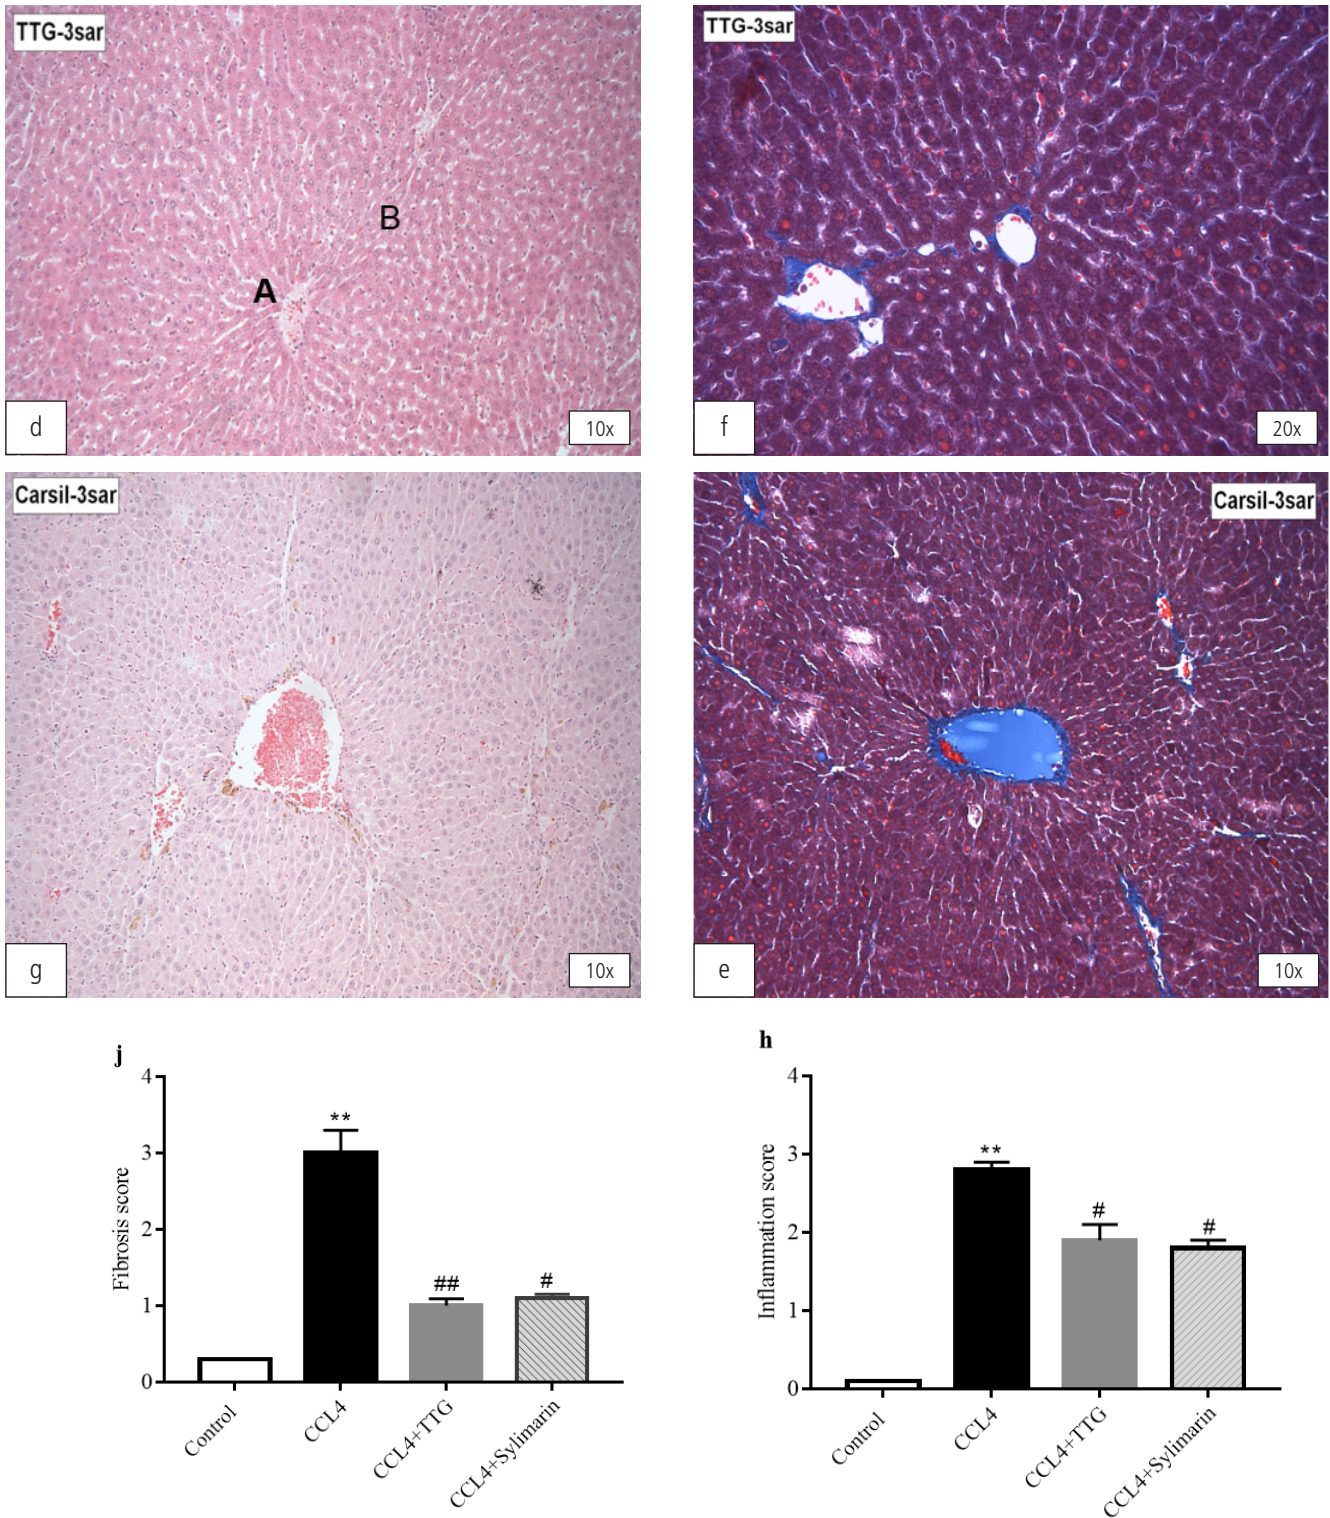 TTG-3sar
B
A
d
10x
TTG-3sar
f
20x
Carsil-3sar
g
10x
Carsil-3sar
e
10x
j
4
3
2
1
0
Fibrosis score
**
##
#
Control
CCL4
CCL4+TTG
CCL4+Sylimarin
h
4
3
2
1
0
Inflammation score
**
#
#
Control
CCL4
CCL4+TTG
CCL4+Sylimarin